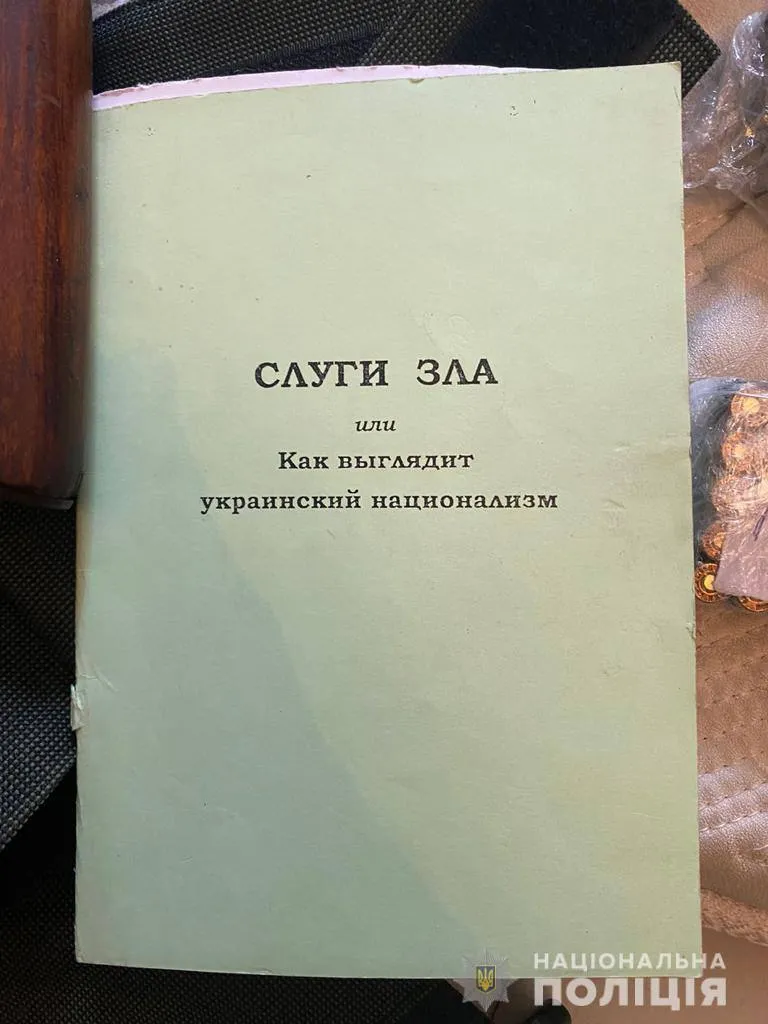 СЛУГИ ЗЛА
или
Как выглядит
украинский национализм
НАЦІОНАЛЬНА
ПОЛІЦІЯ